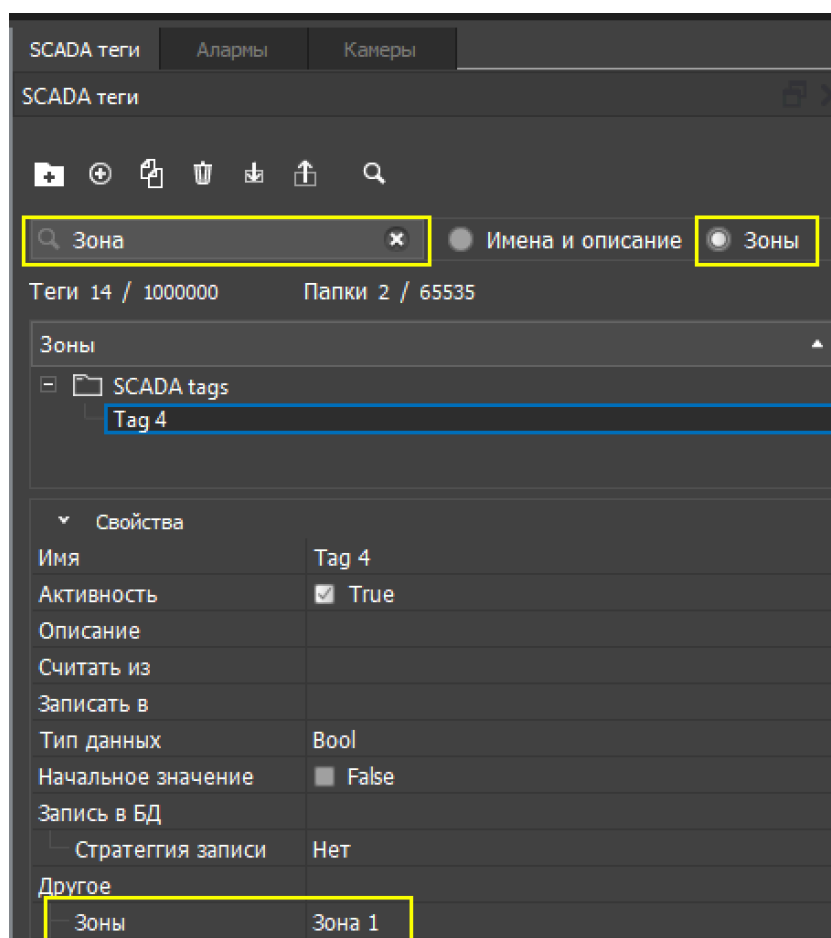 SCADA теги Алармы Камеры
SCADA теги
Зона Имена и описание Зоны
Теги 14 / 1000000 Папки 2 / 65535
Зоны
SCADA tags
Tag 4
Свойства
Имя Tag 4
Активность True
Описание
Считать из
Записать в
Тип данных Bool
Начальное значение False
Запись в БД
Стратеггия записи Нет
Другое
Зоны Зона 1